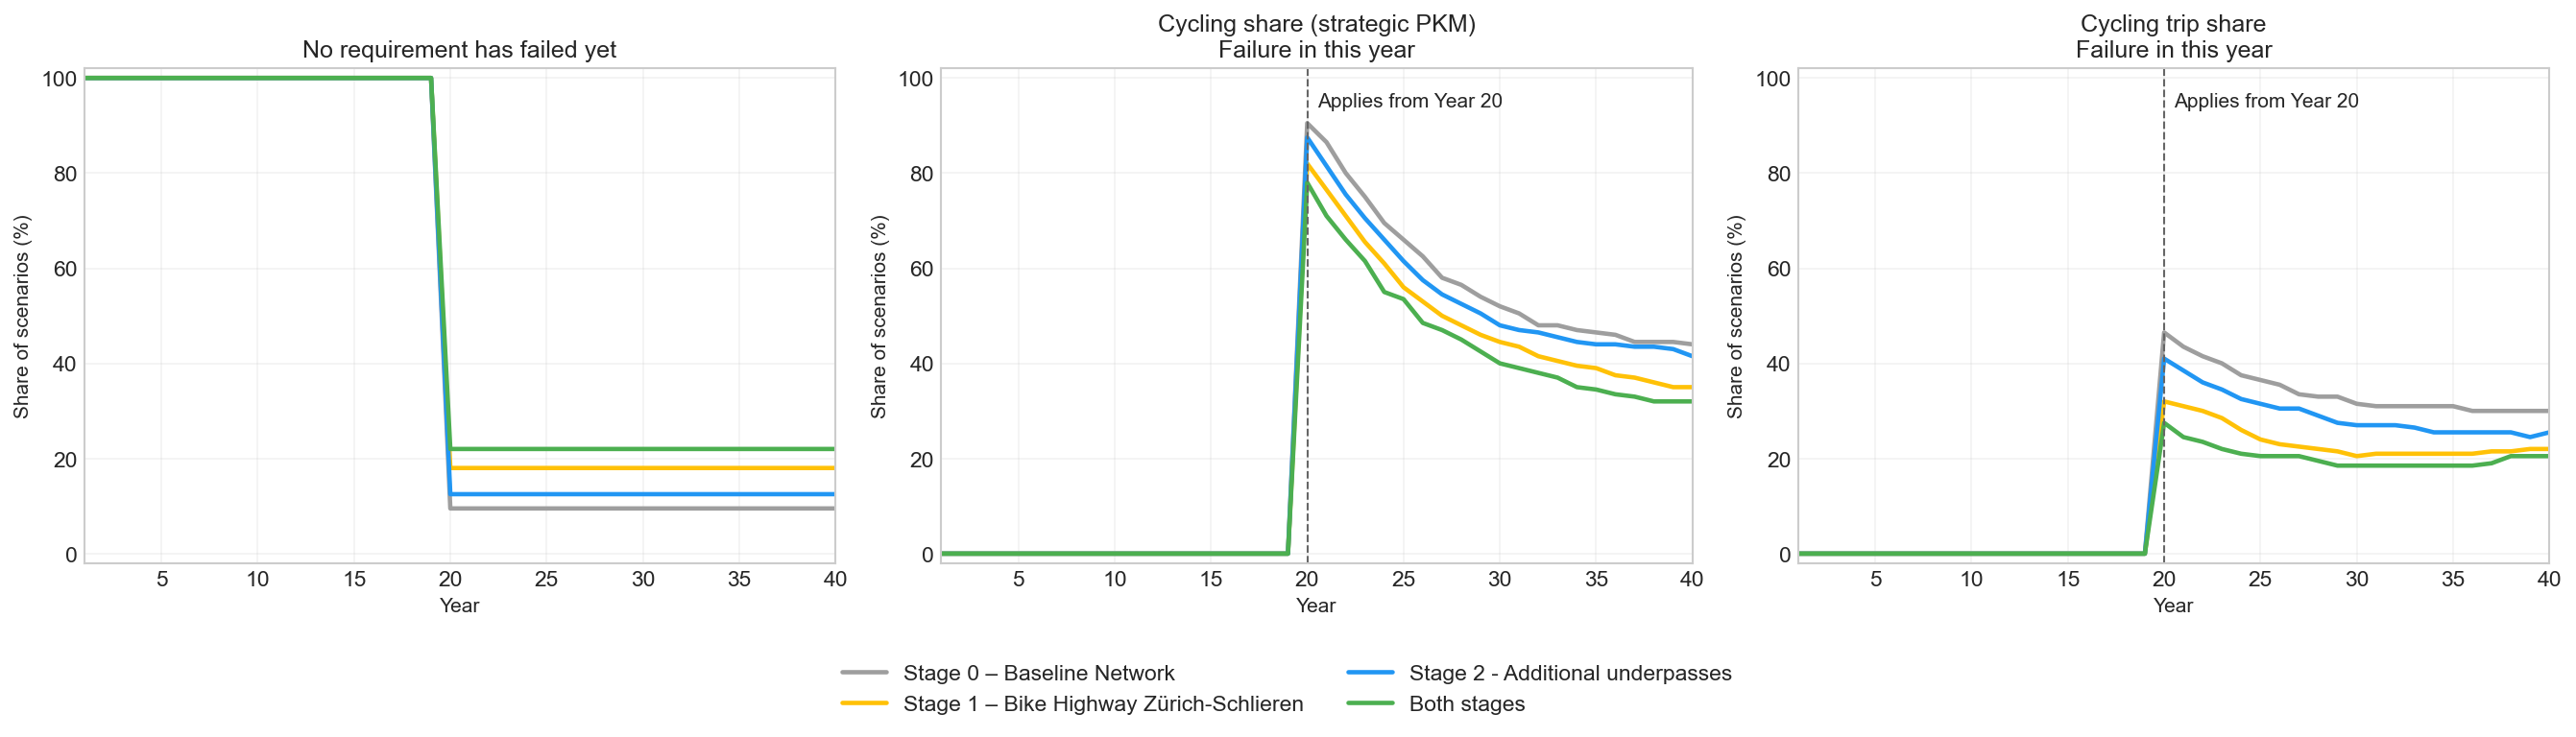 No requirement has failed yet
Share of scenarios (%)
100
80
60
40
20
0
5 10 15 20 25 30 35 40
Year
Cycling share (strategic PKM)
Failure in this year
Applies from Year 20
Share of scenarios (%)
100
80
60
40
20
0
5 10 15 20 25 30 35 40
Year
Cycling trip share
Failure in this year
Applies from Year 20
Share of scenarios (%)
100
80
60
40
20
0
5 10 15 20 25 30 35 40
Year
Stage 0 – Baseline Network
Stage 1 – Bike Highway Zürich-Schlieren
Stage 2 - Additional underpasses
Both stages